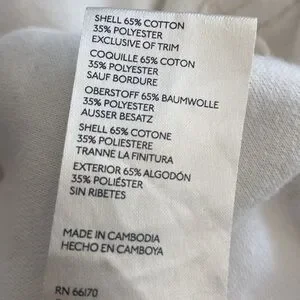 SHELL 65% COTTON
35% POLYESTER
EXCLUSIVE OF TRIM
COQUILLE 65% COTON
35% POLYESTER
SAUF BORDURE
OBERSTOFF 65% BAUMWOLLE
35% POLYESTER
AUSSER BESATZ
SHELL 65% COTONE
35% POLIESTERE
TRANNE LA FINITURA
EXTERIOR 65% ALGODÓN
35% POLIÉSTER
SIN RIBETES
MADE IN CAMBODIA
HECHO EN CAMBOYA
RN 66170